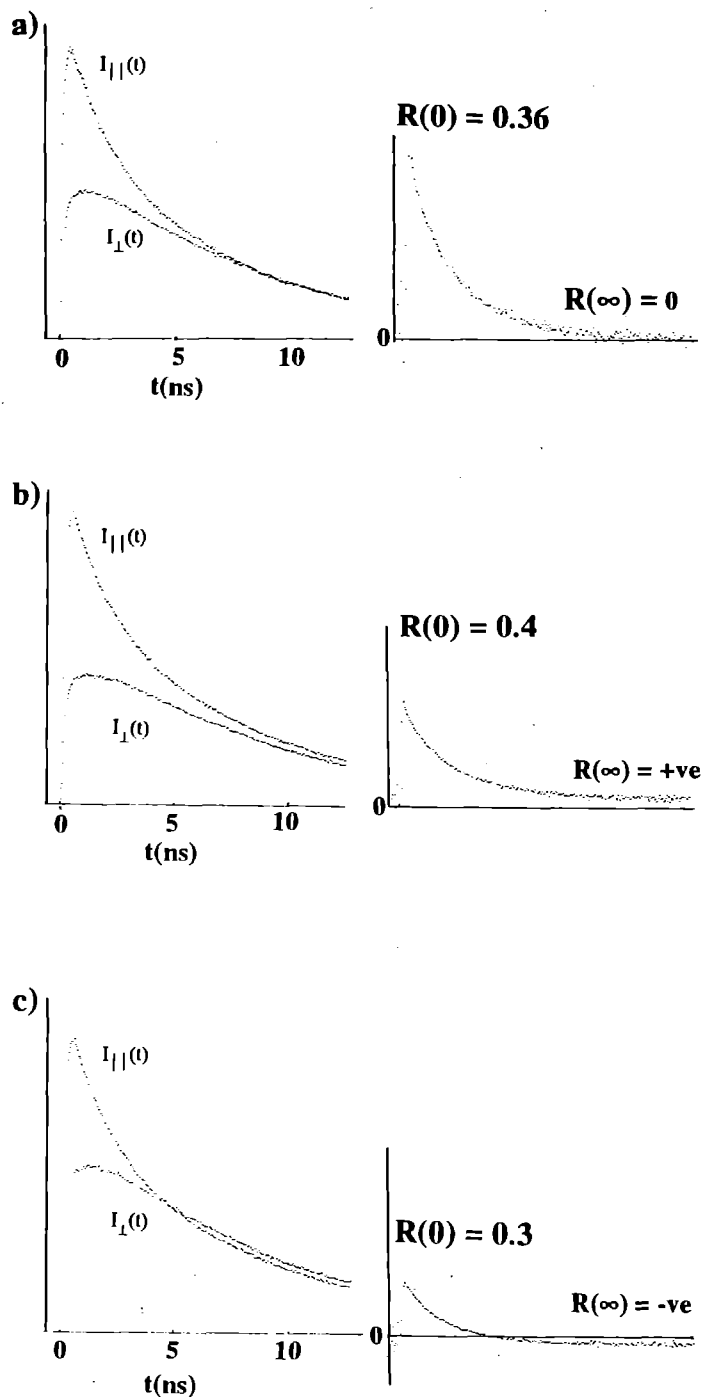 a)
I||(t)
I⊥(t)
0 5 10
t(ns)
R(0) = 0.36
R(∞) = 0
0
b)
I||(t)
I⊥(t)
0 5 10
t(ns)
R(0) = 0.4
R(∞) = +ve
0
c)
I||(t)
I⊥(t)
0 5 10
t(ns)
R(0) = 0.3
R(∞) = -ve
0